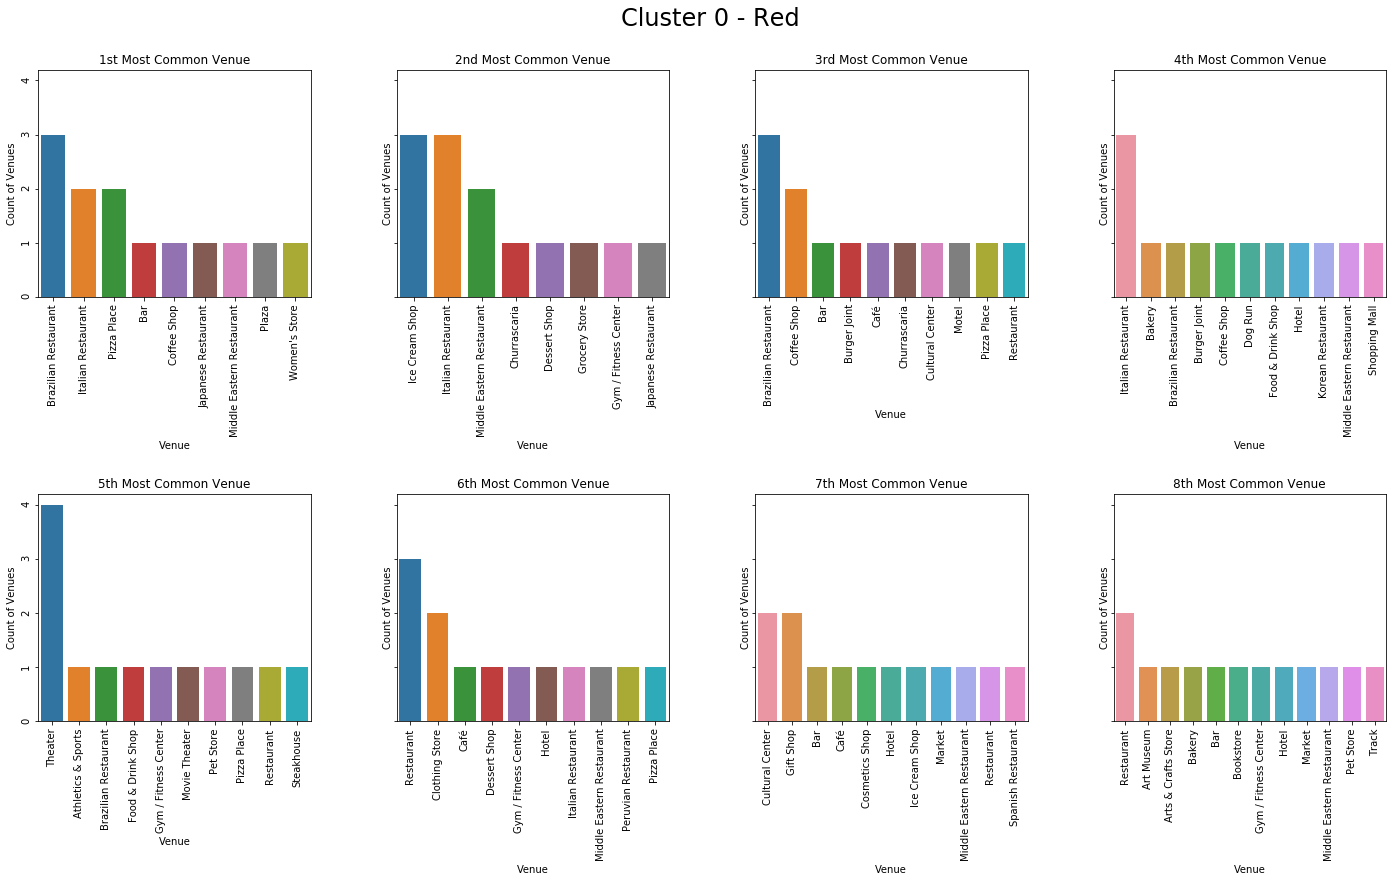 Cluster 0 - Red
1st Most Common Venue
Count of Venues
4
3
2
1
0
Brazilian Restaurant
Italian Restaurant
Pizza Place
Bar
Coffee Shop
Japanese Restaurant
Middle Eastern Restaurant
Plaza
Women's Store
Venue
2nd Most Common Venue
Count of Venues
Ice Cream Shop
Italian Restaurant
Middle Eastern Restaurant
Churrascaria
Dessert Shop
Grocery Store
Gym / Fitness Center
Japanese Restaurant
Venue
3rd Most Common Venue
Count of Venues
Brazilian Restaurant
Coffee Shop
Bar
Burger Joint
Café
Churrascaria
Cultural Center
Motel
Pizza Place
Restaurant
Venue
4th Most Common Venue
Count of Venues
Italian Restaurant
Bakery
Brazilian Restaurant
Burger Joint
Coffee Shop
Dog Run
Food & Drink Shop
Hotel
Korean Restaurant
Middle Eastern Restaurant
Shopping Mall
Venue
5th Most Common Venue
Count of Venues
4
3
2
1
0
Theater
Athletics & Sports
Brazilian Restaurant
Food & Drink Shop
Gym / Fitness Center
Movie Theater
Pet Store
Pizza Place
Restaurant
Steakhouse
Venue
6th Most Common Venue
Count of Venues
Restaurant
Clothing Store
Café
Dessert Shop
Gym / Fitness Center
Hotel
Italian Restaurant
Middle Eastern Restaurant
Peruvian Restaurant
Pizza Place
Venue
7th Most Common Venue
Count of Venues
Cultural Center
Gift Shop
Bar
Café
Cosmetics Shop
Hotel
Ice Cream Shop
Market
Middle Eastern Restaurant
Restaurant
Spanish Restaurant
Venue
8th Most Common Venue
Count of Venues
Restaurant
Art Museum
Arts & Crafts Store
Bakery
Bar
Bookstore
Gym / Fitness Center
Hotel
Market
Middle Eastern Restaurant
Pet Store
Track
Venue